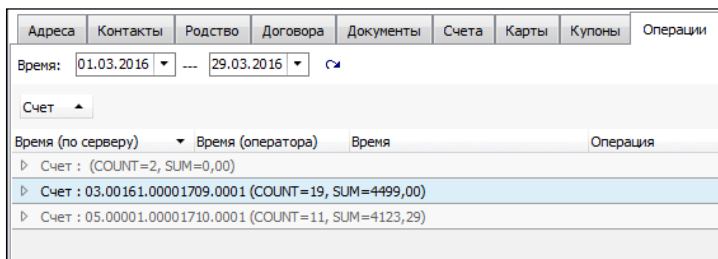 Адреса Контакты Родство Договора Документы Счета Карты Купоны Операции
Время: 01.03.2016 --- 29.03.2016
Счет
Время (по серверу) Время (оператора) Время Операция
Счет : (COUNT=2, SUM=0,00)
Счет : 03.00161.00001709.0001 (COUNT=19, SUM=4499,00)
Счет : 05.00001.00001710.0001 (COUNT=11, SUM=4123,29)